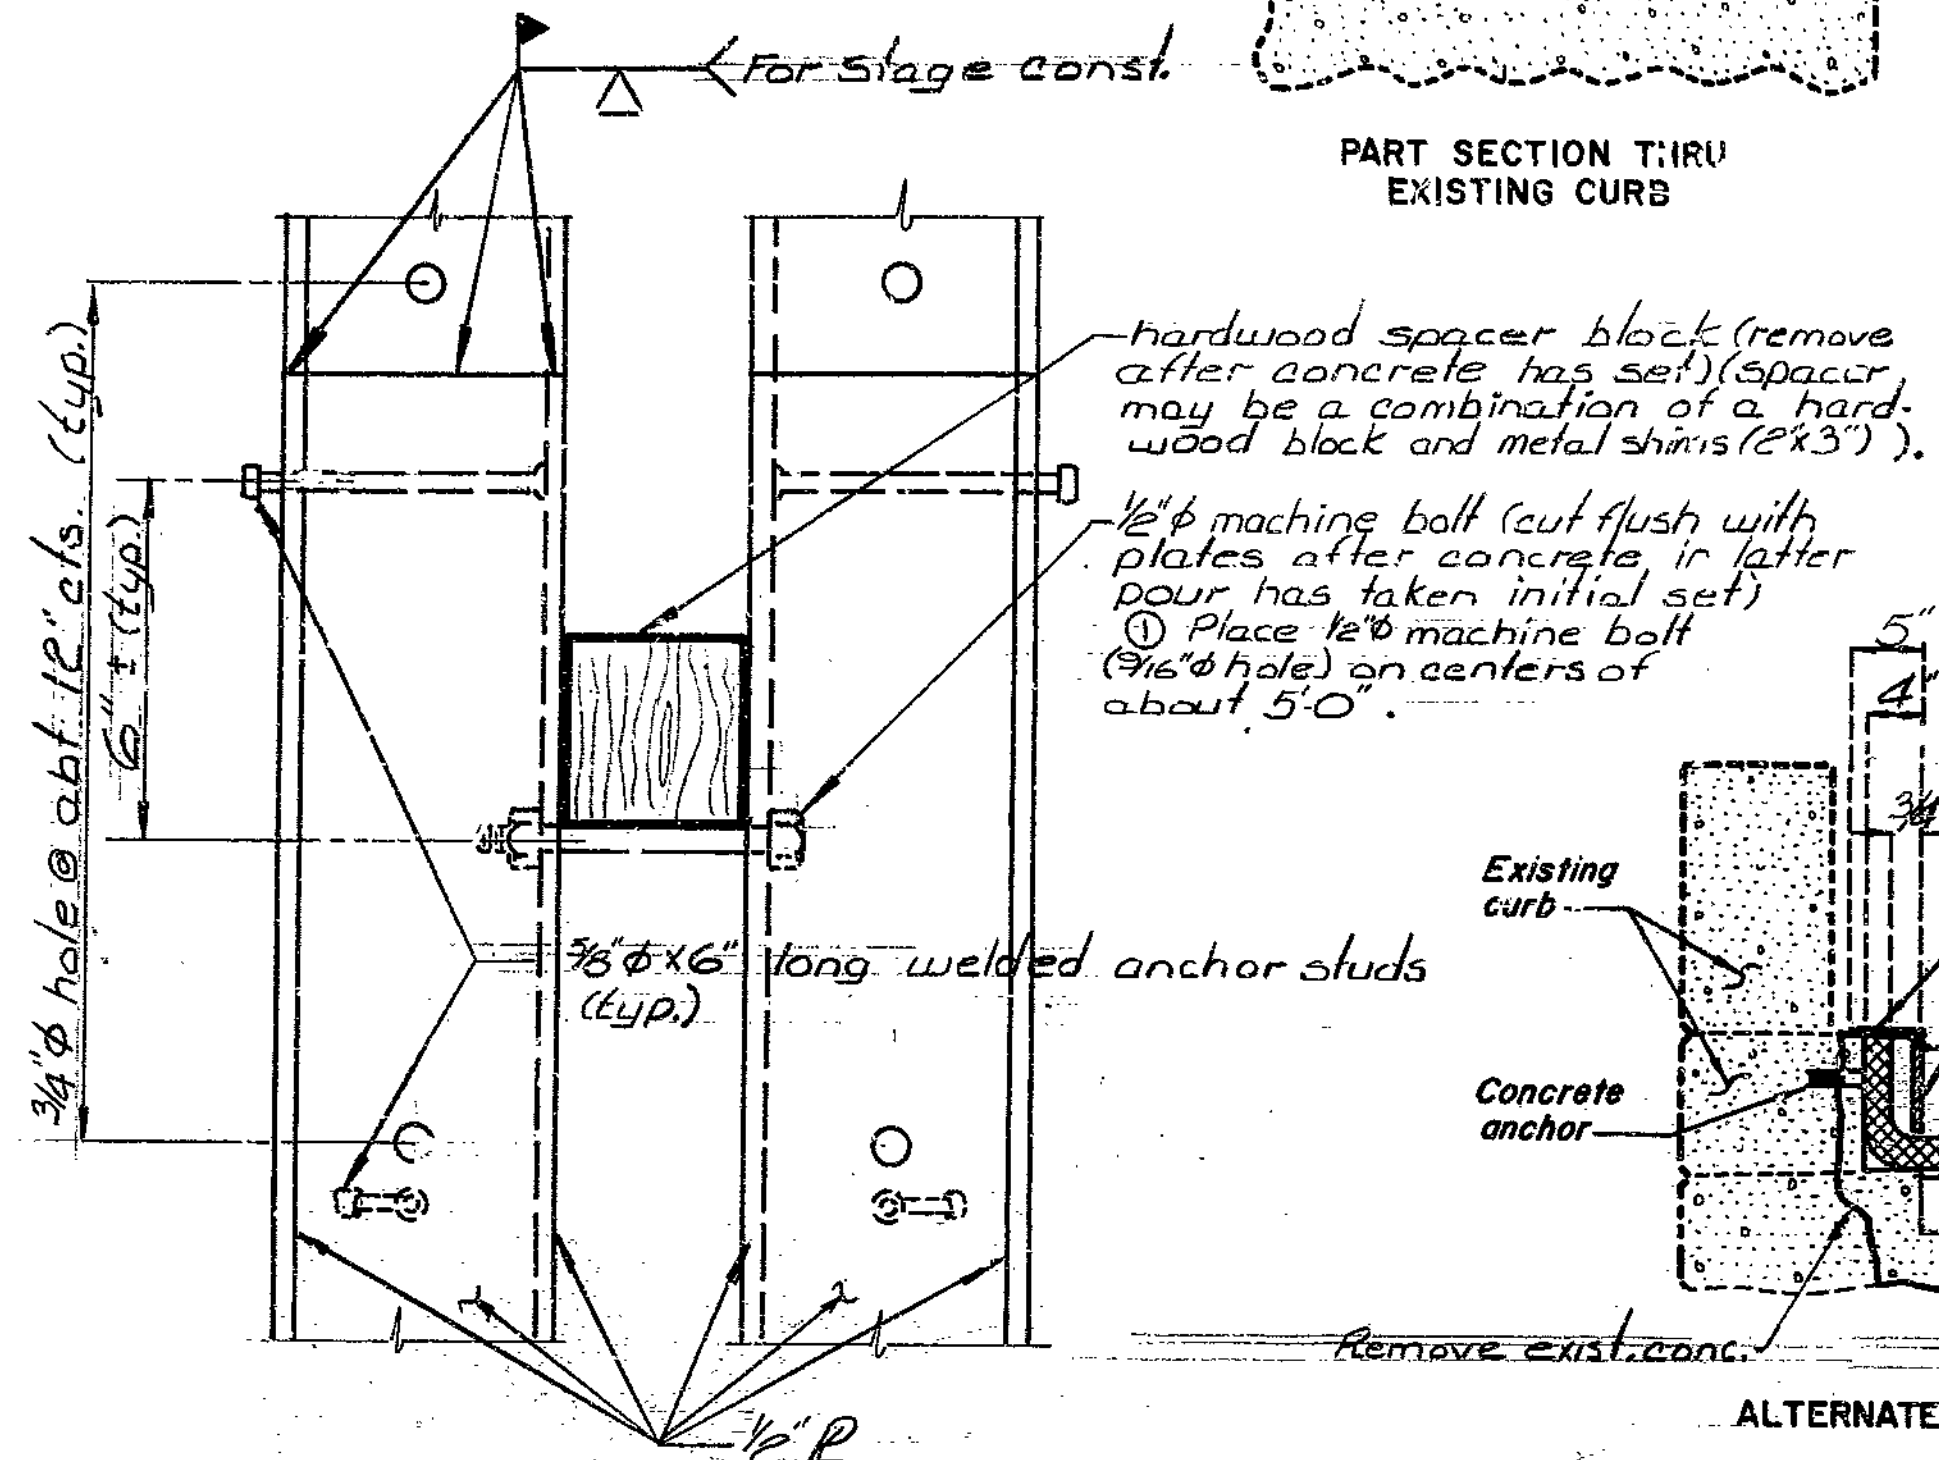 For Stage const.
PART SECTION THRU
EXISTING CURB
hardwood spacer block (remove
after concrete has set) (spacer
may be a combination of a hard-
wood block and metal shims (2"x3") ).
1/2"ϕ machine bolt (cut flush with
plates after concrete in latter
pour has taken initial set)
① Place 1/2"ϕ machine bolt
(9/16"ϕ hole) on centers of
about 5'-0".
3/4"ϕ hole @ abt. 12" cts. (typ.)
6"± (typ.)
5/8"ϕ x 6" long welded anchor studs
(typ.)
1/2" ℙ
5"
4"
Existing
curb
Concrete
anchor
Remove exist. conc.
ALTERNATE